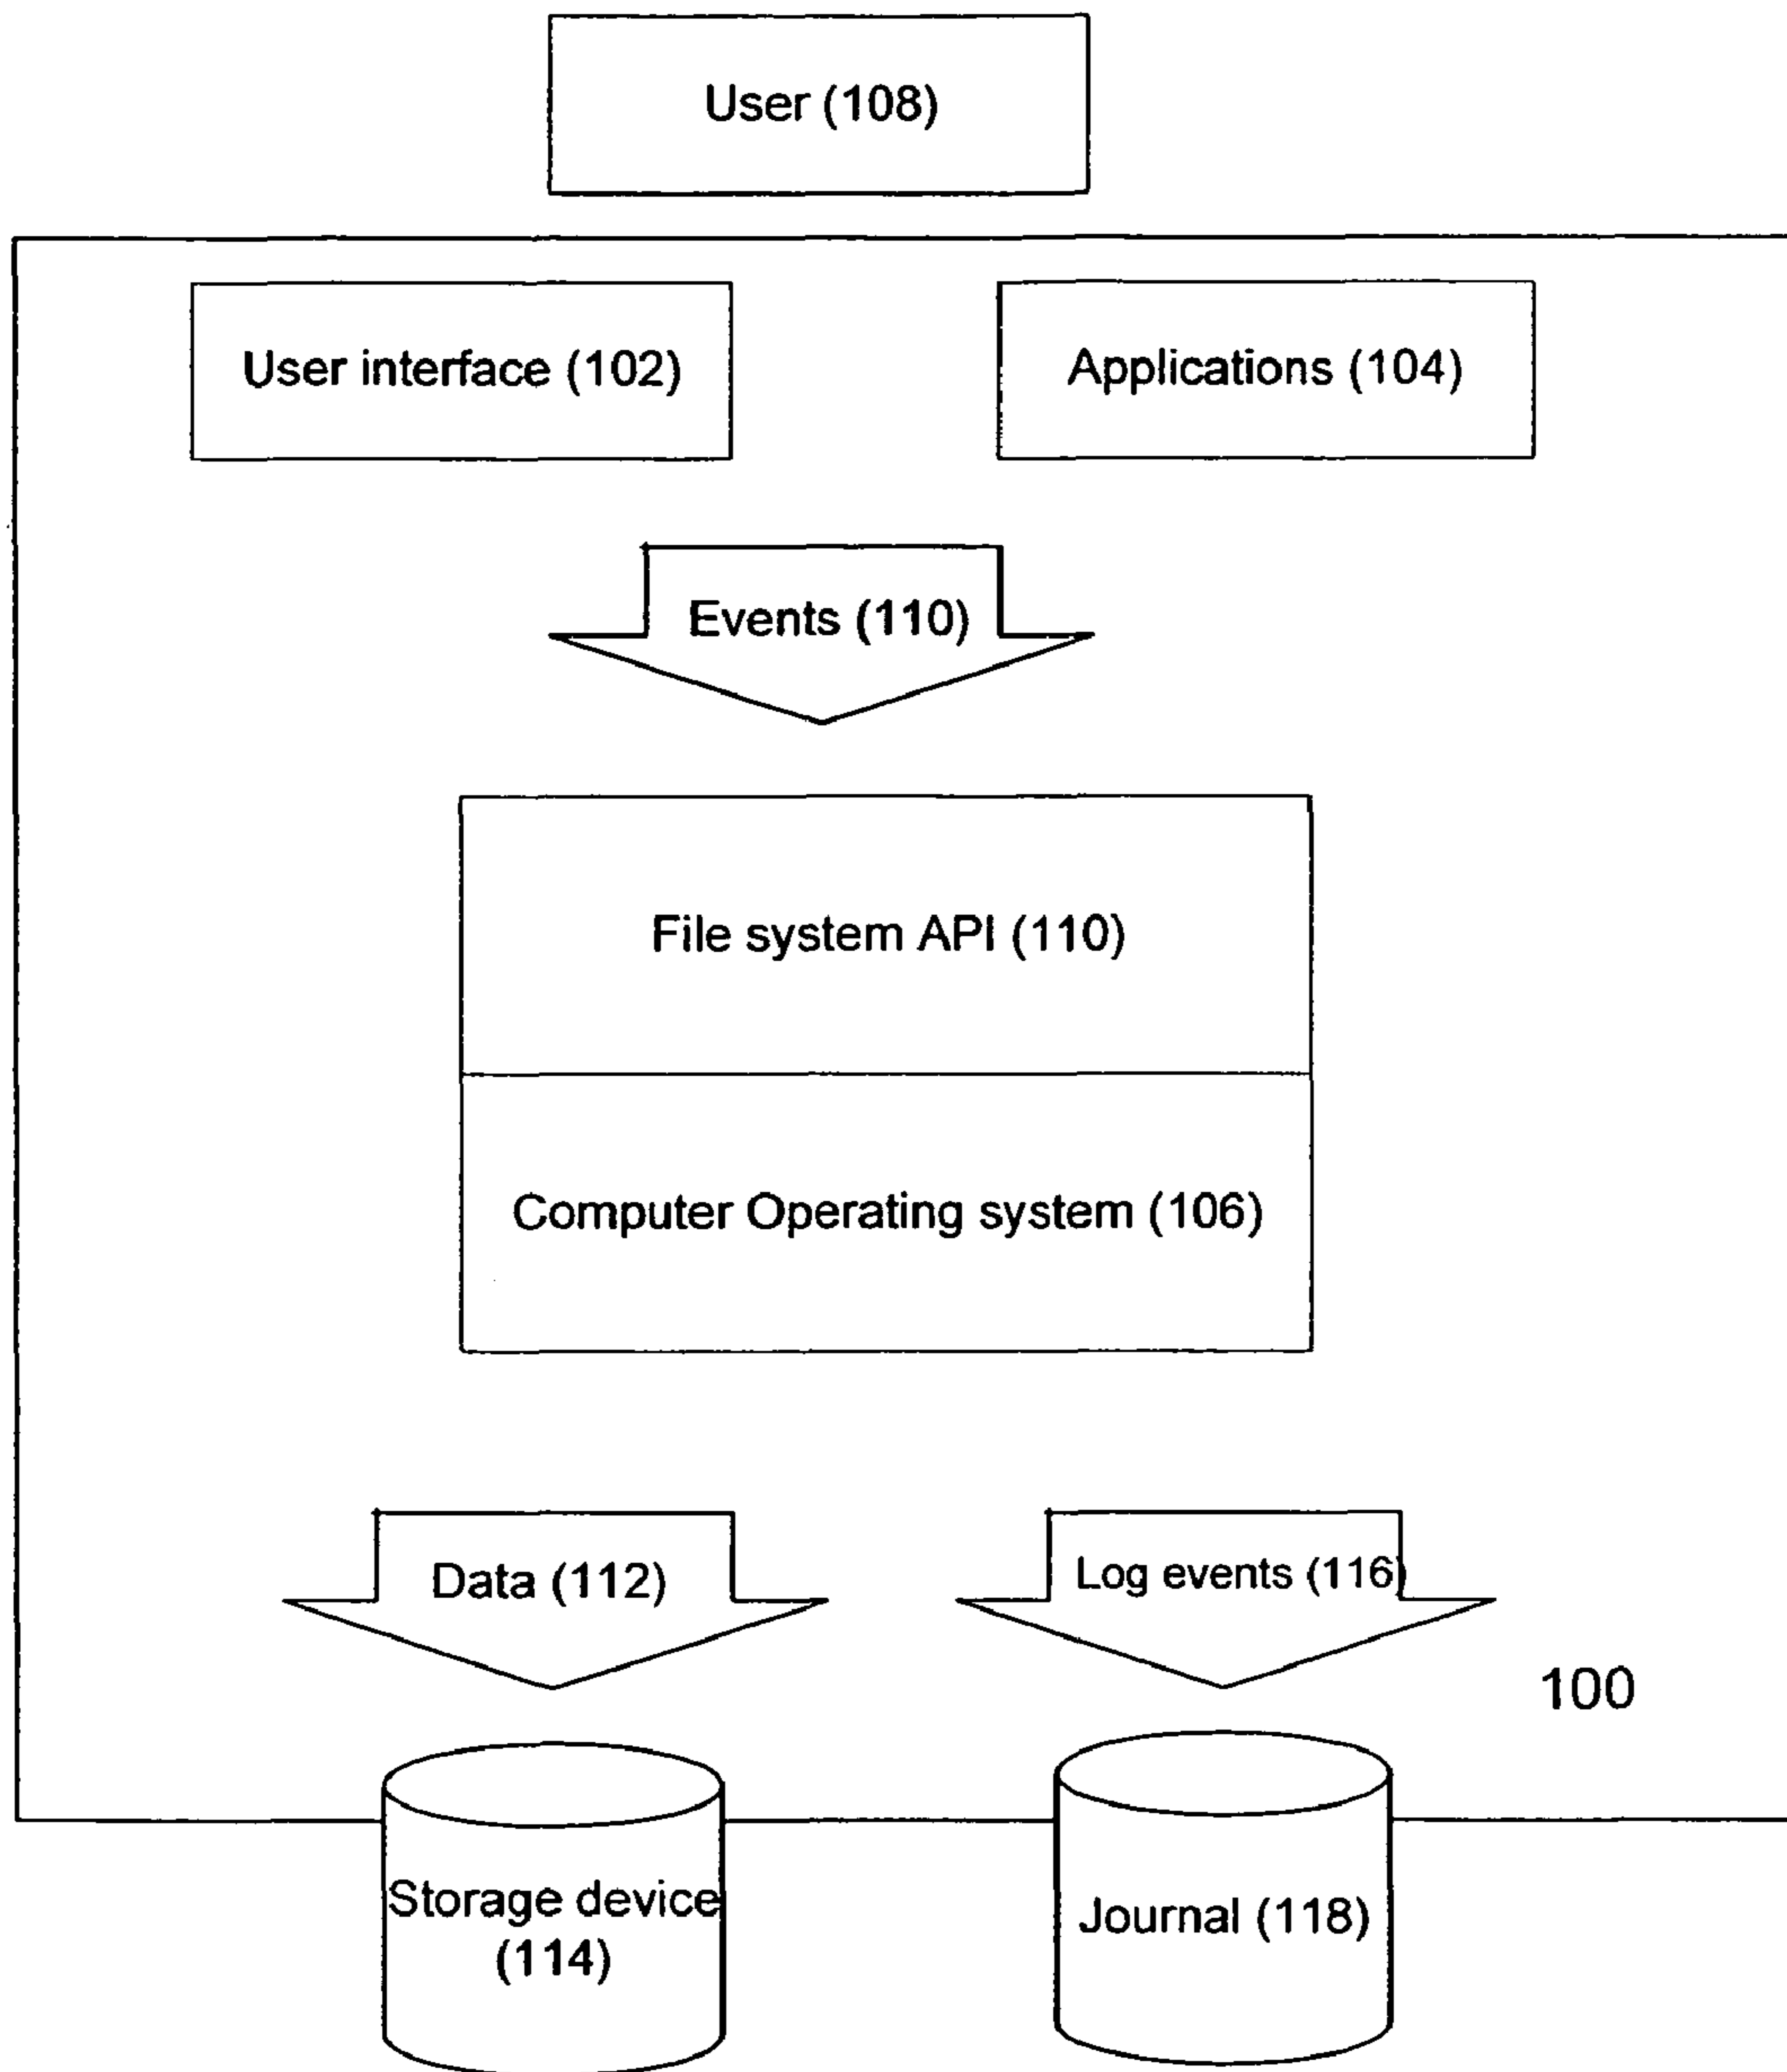 User (108)
User interface (102)
Applications (104)
Events (110)
File system API (110)
Computer Operating system (106)
Data (112)
Log events (116)
100
Storage device
(114)
Journal (118)